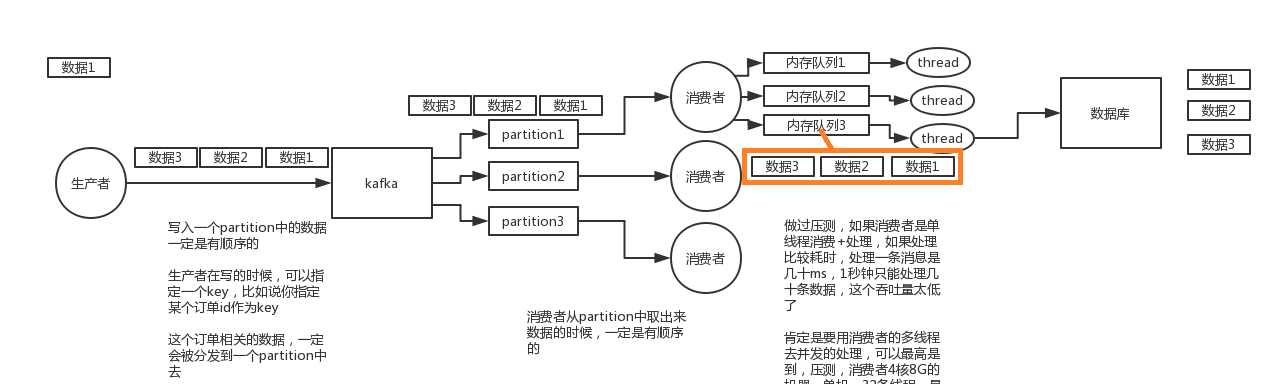 数据1
生产者
数据3
数据2
数据1
kafka
写入一个partition中的数据
一定是有顺序的
生产者在写的时候，可以指
定一个key，比如说你指定
某个订单id作为key
这个订单相关的数据，一定
会被分发到一个partition中
去
数据3
数据2
数据1
partition1
partition2
partition3
消费者
消费者
消费者
消费者从partition中取出来
数据的时候，一定是有顺序
的
内存队列1
thread
内存队列2
thread
内存队列3
thread
数据3
数据2
数据1
做过压测，如果消费者是单
线程消费+处理，如果处理
比较耗时，处理一条消息是
几十ms，1秒钟只能处理几
十条数据，这个吞吐量太低
了
肯定是要用消费者的多线程
去并发的处理，可以最高是
到，压测，消费者4核8G的
机器，单机，32条线程，最
数据库
数据1
数据2
数据3